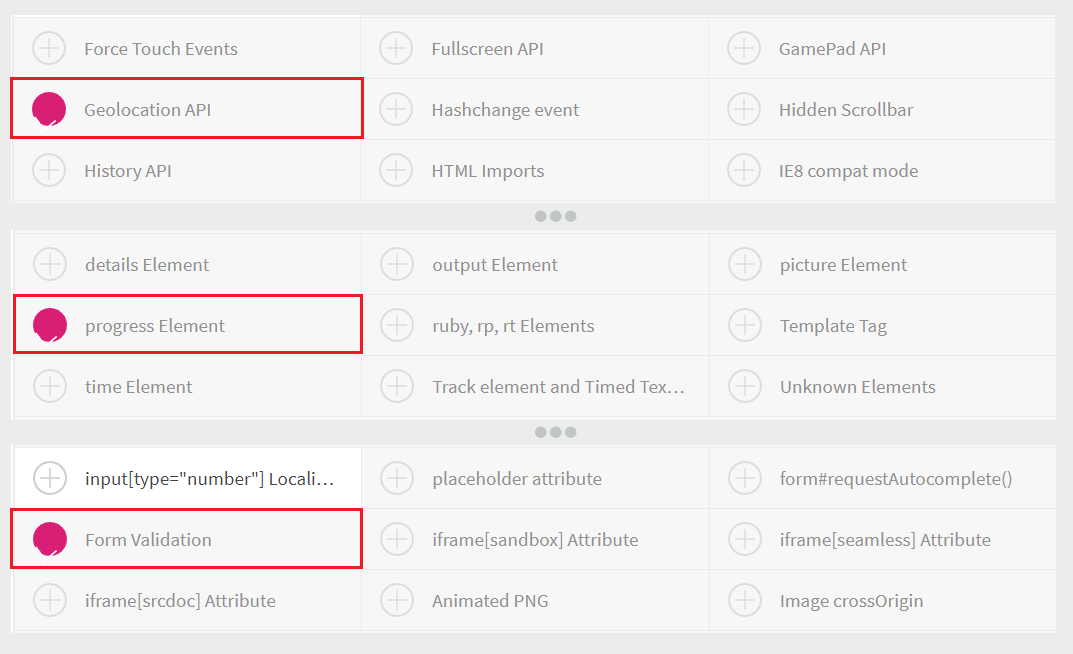 Force Touch Events
Fullscreen API
GamePad API
Geolocation API
Hashchange event
Hidden Scrollbar
History API
HTML Imports
IE8 compat mode
details Element
output Element
picture Element
progress Element
ruby, rp, rt Elements
Template Tag
time Element
Track element and Timed Tex…
Unknown Elements
input[type="number"] Locali…
placeholder attribute
form#requestAutocomplete()
Form Validation
iframe[sandbox] Attribute
iframe[seamless] Attribute
iframe[srcdoc] Attribute
Animated PNG
Image crossOrigin